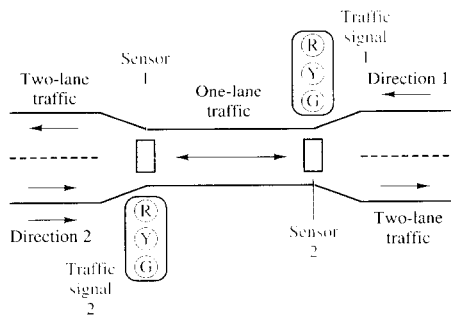 Traffic
signal
1
R
Y
G
Sensor
1
Two-lane
traffic
One-lane
traffic
Direction 1
Direction 2
R
Y
G
Traffic
signal
2
Sensor
2
Two-lane
traffic